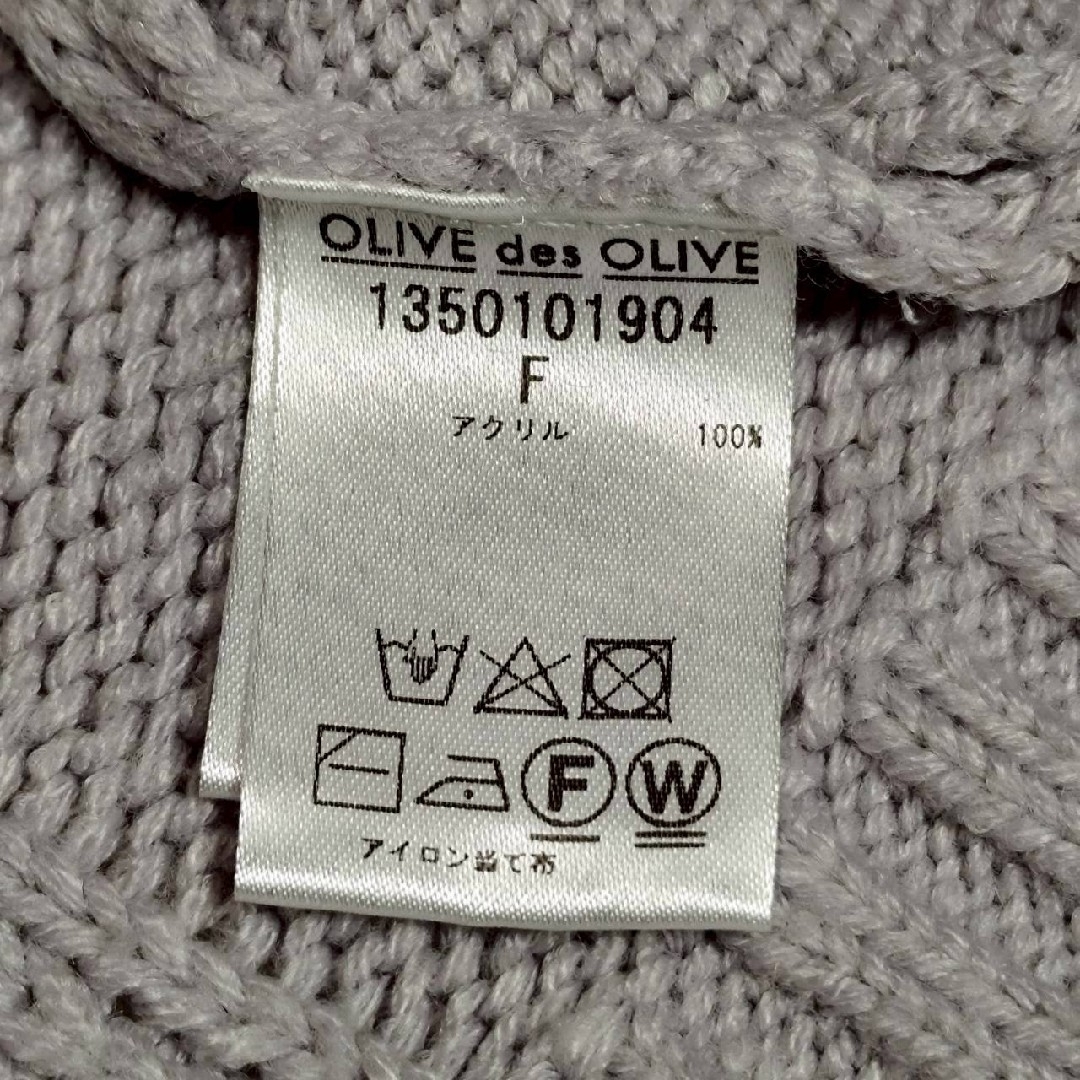 OLIVE des OLIVE
1350101904
F
アクリル 100%
F W
アイロン当て布